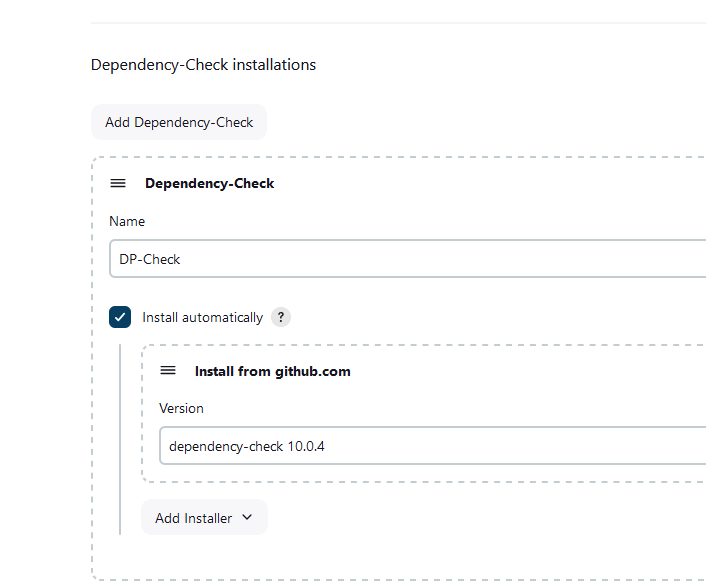 Dependency-Check installations
Add Dependency-Check
Dependency-Check
Name
DP-Check
Install automatically ?
Install from github.com
Version
dependency-check 10.0.4
Add Installer